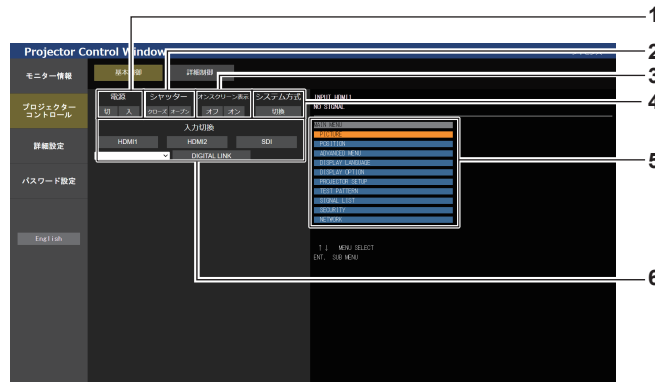 1
Projector Control Window
2
モニター情報
基本制御
詳細制御
3
電源
シャッター
オンスクリーン表示
システム方式
切 入
クローズ オープン
オフ オン
切換
4
INPUT HDMI1
NO SIGNAL
プロジェクター
コントロール
入力切換
HDMI1 HDMI2 SDI
DIGITAL LINK
詳細設定
パスワード設定
English
MAIN MENU
PICTURE
POSITION
ADVANCED MENU
DISPLAY LANGUAGE
DISPLAY OPTION
PROJECTOR SETUP
TEST PATTERN
SIGNAL LIST
SECURITY
NETWORK
5
↑↓ MENU SELECT
ENT. SUB MENU
6